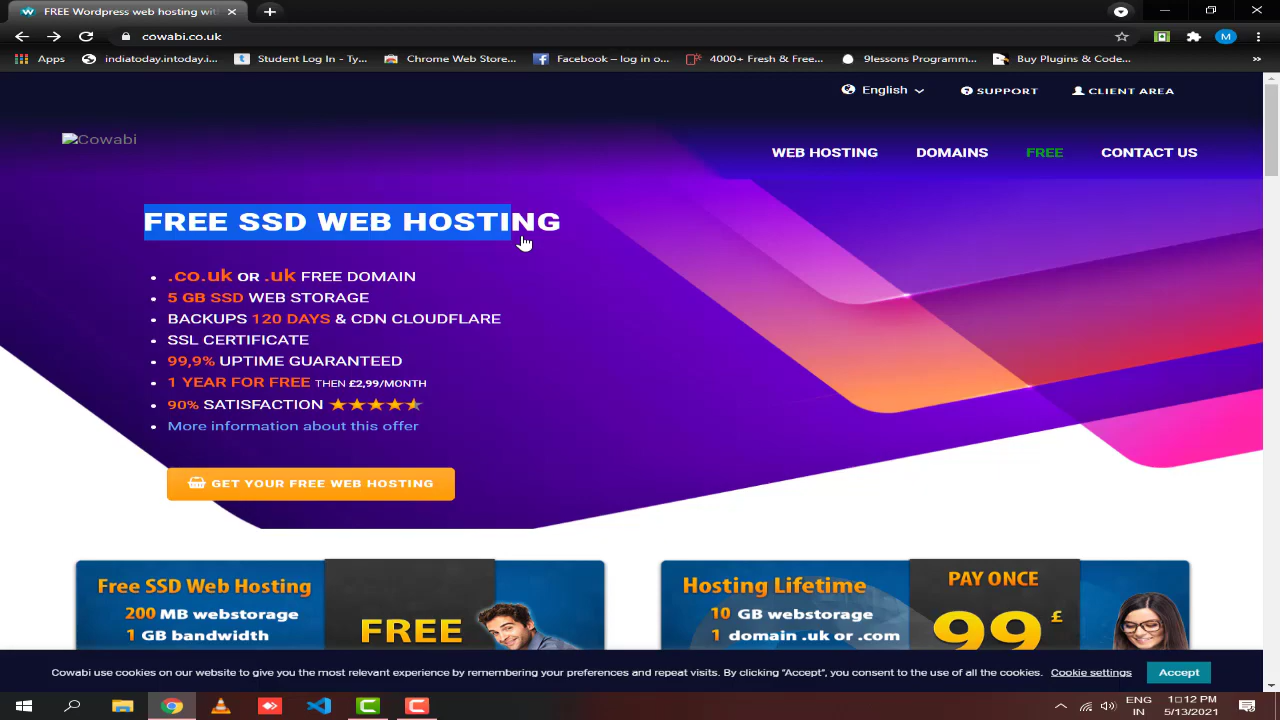 FREE Wordpress web hosting wit
cowabi.co.uk
Apps
indiatoday.intoday.i...
Student Log In - Ty...
Chrome Web Store...
Facebook – log in o...
4000+ Fresh & Free...
9lessons Programm...
Buy Plugins & Code...
English
SUPPORT
CLIENT AREA
Cowabi
WEB HOSTING
DOMAINS
FREE
CONTACT US
FREE SSD WEB HOSTING
.co.uk OR .uk FREE DOMAIN
5 GB SSD WEB STORAGE
BACKUPS 120 DAYS & CDN CLOUDFLARE
SSL CERTIFICATE
99,9% UPTIME GUARANTEED
1 YEAR FOR FREE THEN £2,99/MONTH
90% SATISFACTION
More information about this offer
GET YOUR FREE WEB HOSTING
Free SSD Web Hosting
200 MB webstorage
1 GB bandwidth
FREE
Hosting Lifetime
10 GB webstorage
1 domain .uk or .com
PAY ONCE
99 £
Cowabi use cookies on our website to give you the most relevant experience by remembering your preferences and repeat visits. By clicking "Accept", you consent to the use of all the cookies. Cookie settings
Accept
ENG
IN
1:12 PM
5/13/2021